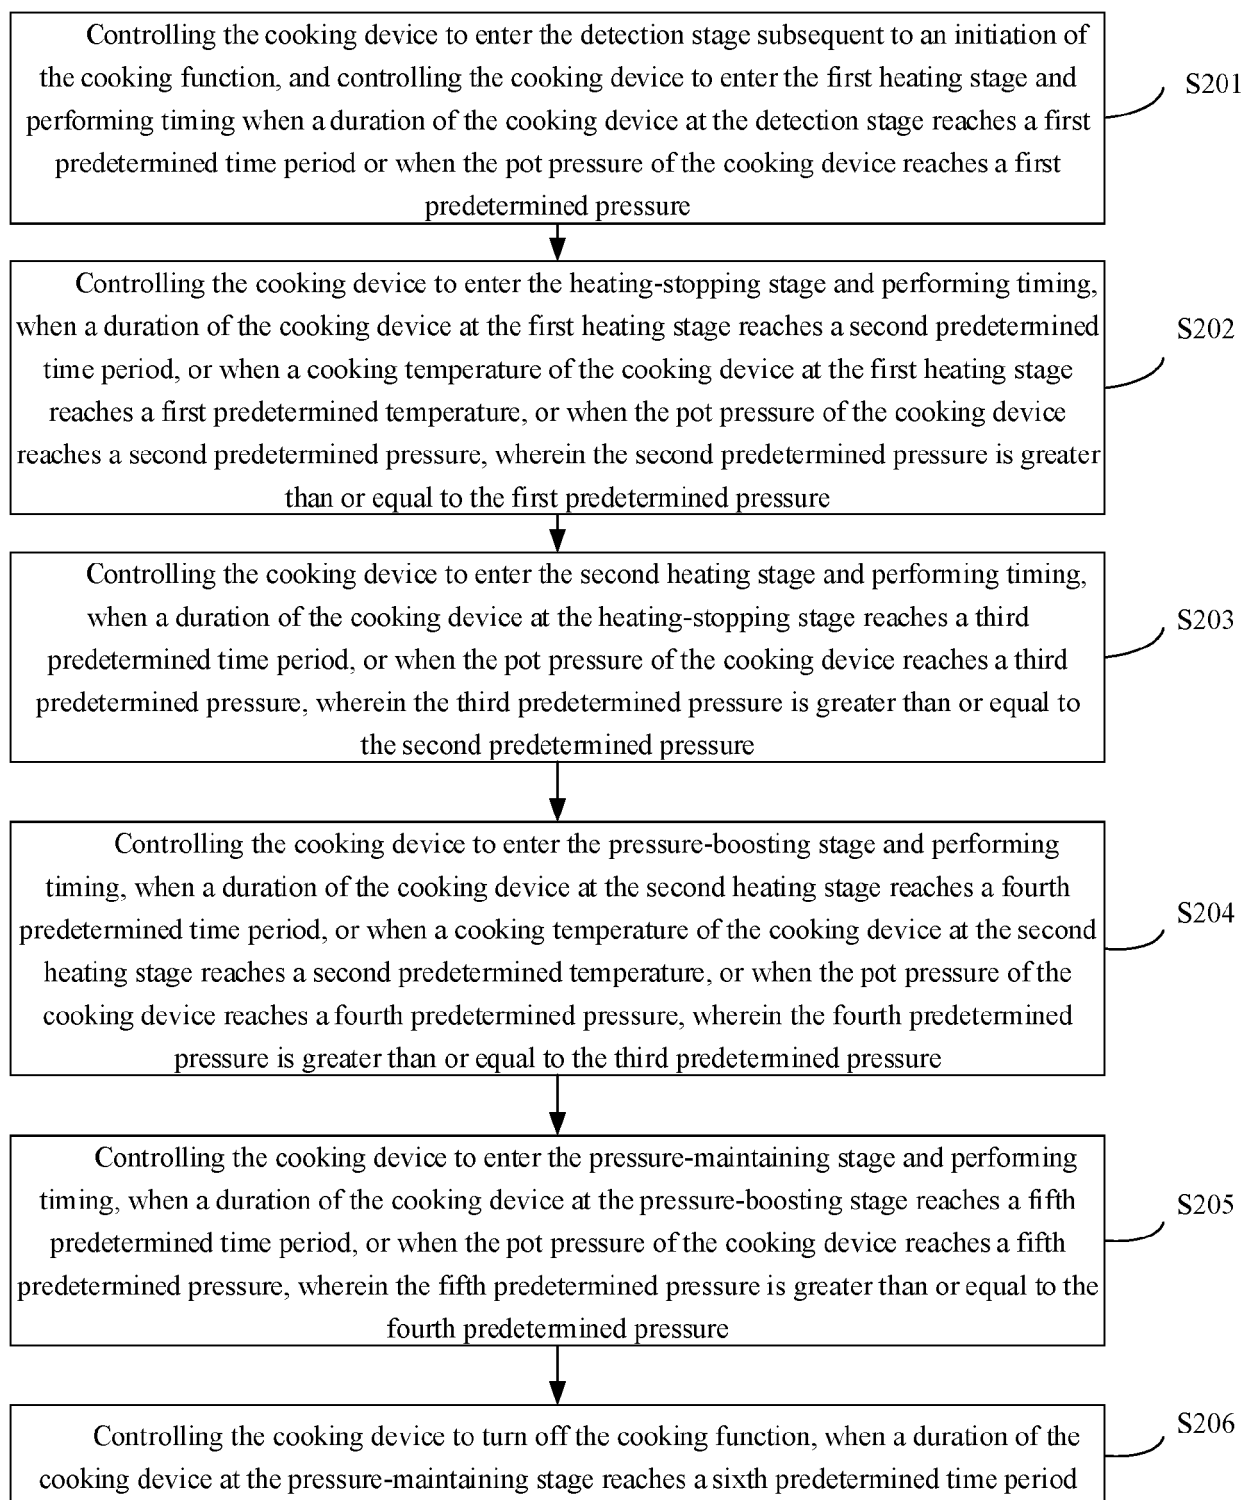 Controlling the cooking device to enter the detection stage subsequent to an initiation of
the cooking function, and controlling the cooking device to enter the first heating stage and
performing timing when a duration of the cooking device at the detection stage reaches a first
predetermined time period or when the pot pressure of the cooking device reaches a first
predetermined pressure
S201
Controlling the cooking device to enter the heating-stopping stage and performing timing,
when a duration of the cooking device at the first heating stage reaches a second predetermined
time period, or when a cooking temperature of the cooking device at the first heating stage
reaches a first predetermined temperature, or when the pot pressure of the cooking device
reaches a second predetermined pressure, wherein the second predetermined pressure is greater
than or equal to the first predetermined pressure
S202
Controlling the cooking device to enter the second heating stage and performing timing,
when a duration of the cooking device at the heating-stopping stage reaches a third
predetermined time period, or when the pot pressure of the cooking device reaches a third
predetermined pressure, wherein the third predetermined pressure is greater than or equal to
the second predetermined pressure
S203
Controlling the cooking device to enter the pressure-boosting stage and performing
timing, when a duration of the cooking device at the second heating stage reaches a fourth
predetermined time period, or when a cooking temperature of the cooking device at the second
heating stage reaches a second predetermined temperature, or when the pot pressure of the
cooking device reaches a fourth predetermined pressure, wherein the fourth predetermined
pressure is greater than or equal to the third predetermined pressure
S204
Controlling the cooking device to enter the pressure-maintaining stage and performing
timing, when a duration of the cooking device at the pressure-boosting stage reaches a fifth
predetermined time period, or when the pot pressure of the cooking device reaches a fifth
predetermined pressure, wherein the fifth predetermined pressure is greater than or equal to the
fourth predetermined pressure
S205
Controlling the cooking device to turn off the cooking function, when a duration of the
cooking device at the pressure-maintaining stage reaches a sixth predetermined time period
S206